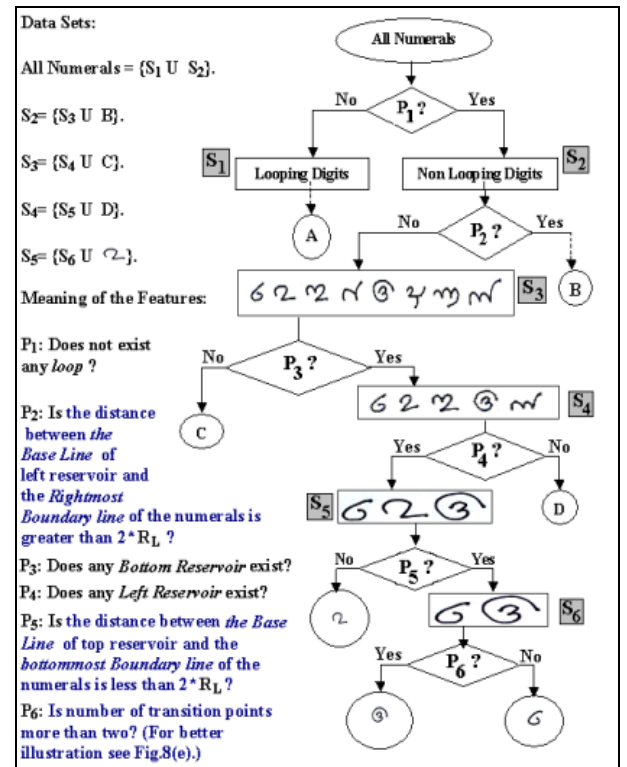 Data Sets:
All Numerals = {S1 U S2}.
S2= {S3 U B}.
S3= {S4 U C}.
S4= {S5 U D}.
S5= {S6 U }.
Meaning of the Features:
P1: Does not exist
any loop ?
P2: Is the distance
between the
Base Line of
left reservoir and
the Rightmost
Boundary line of the numerals is
greater than 2*RL ?
P3: Does any Bottom Reservoir exist?
P4: Does any Left Reservoir exist?
P5: Is the distance between the Base
Line of top reservoir and the
bottommost Boundary line of the
numerals is less than 2*RL?
P6: Is number of transition points
more than two? (For better
illustration see Fig.8(e).)
All Numerals
No
P1?
Yes
S1
Looping Digits
Non Looping Digits
S2
A
No
P2?
Yes
S3
B
No
P3?
Yes
C
S4
Yes
P4?
No
S5
D
No
P5?
Yes
S6
Yes
P6?
No